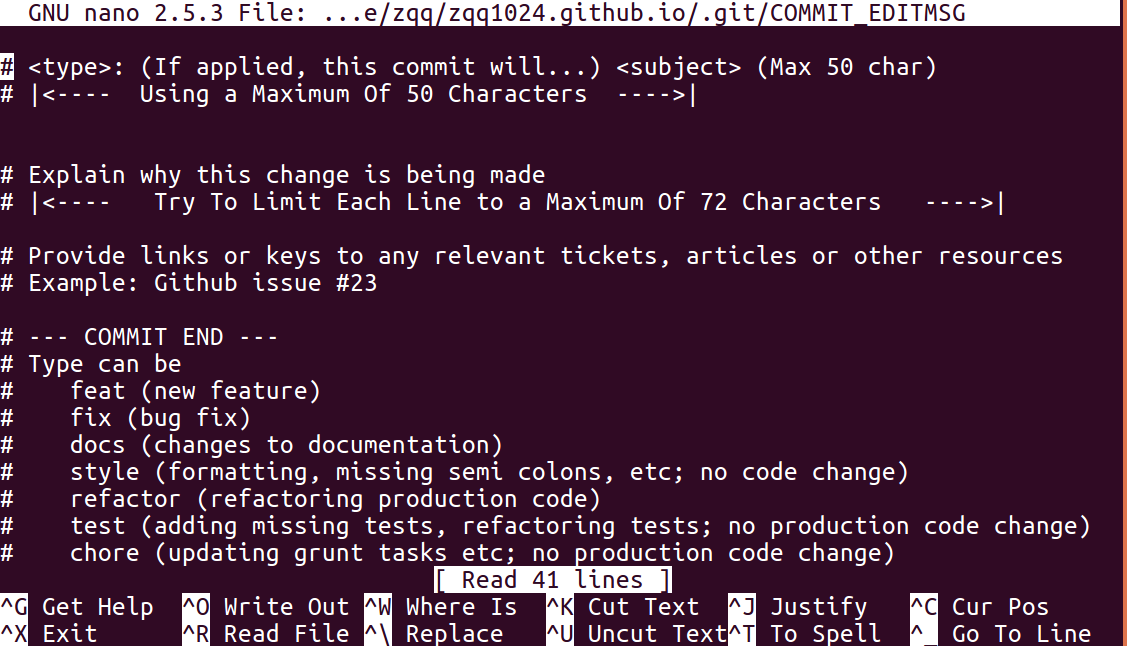 GNU nano 2.5.3 File: ...e/zqq/zqq1024.github.io/.git/COMMIT_EDITMSG
# <type>: (If applied, this commit will...) <subject> (Max 50 char)
# |<----  Using a Maximum Of 50 Characters  ---->|
# Explain why this change is being made
# |<----   Try To Limit Each Line to a Maximum Of 72 Characters   ---->|
# Provide links or keys to any relevant tickets, articles or other resources
# Example: Github issue #23
# --- COMMIT END ---
# Type can be
#    feat (new feature)
#    fix (bug fix)
#    docs (changes to documentation)
#    style (formatting, missing semi colons, etc; no code change)
#    refactor (refactoring production code)
#    test (adding missing tests, refactoring tests; no production code change)
#    chore (updating grunt tasks etc; no production code change)
[ Read 41 lines ]
^G Get Help  ^O Write Out ^W Where Is  ^K Cut Text  ^J Justify   ^C Cur Pos
^X Exit      ^R Read File ^\ Replace   ^U Uncut Text^T To Spell  ^_ Go To Line